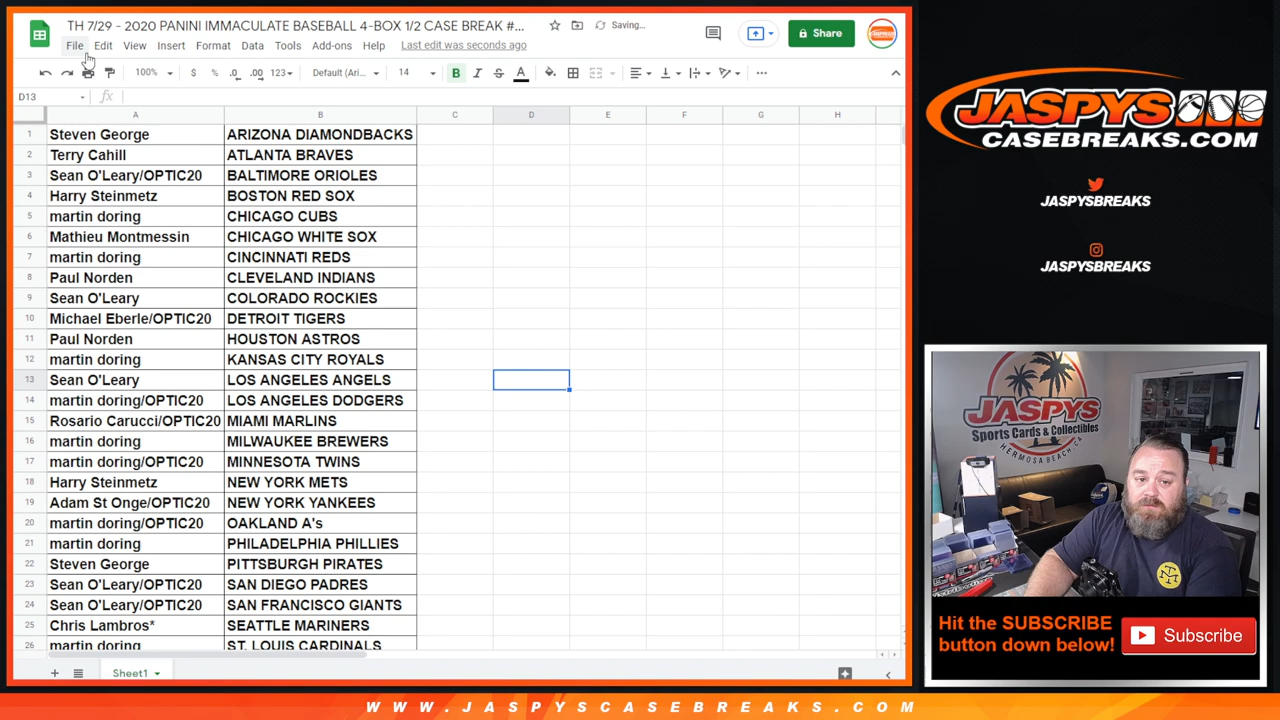 TH 7/29 - 2020 PANINI IMMACULATE BASEBALL 4-BOX 1/2 CASE BREAK #...
Saving...
Share
File Edit View Insert Format Data Tools Add-ons Help Last edit was seconds ago
100% $ % .0 .00 123 Default (Ari... 14 B I S A
D13 fx
A B C D E F G H
1 Steven George ARIZONA DIAMONDBACKS
2 Terry Cahill ATLANTA BRAVES
3 Sean O'Leary/OPTIC20 BALTIMORE ORIOLES
4 Harry Steinmetz BOSTON RED SOX
5 martin doring CHICAGO CUBS
6 Mathieu Montmessin CHICAGO WHITE SOX
7 martin doring CINCINNATI REDS
8 Paul Norden CLEVELAND INDIANS
9 Sean O'Leary COLORADO ROCKIES
10 Michael Eberle/OPTIC20 DETROIT TIGERS
11 Paul Norden HOUSTON ASTROS
12 martin doring KANSAS CITY ROYALS
13 Sean O'Leary LOS ANGELES ANGELS
14 martin doring/OPTIC20 LOS ANGELES DODGERS
15 Rosario Carucci/OPTIC20 MIAMI MARLINS
16 martin doring MILWAUKEE BREWERS
17 martin doring/OPTIC20 MINNESOTA TWINS
18 Harry Steinmetz NEW YORK METS
19 Adam St Onge/OPTIC20 NEW YORK YANKEES
20 martin doring/OPTIC20 OAKLAND A's
21 martin doring PHILADELPHIA PHILLIES
22 Steven George PITTSBURGH PIRATES
23 Sean O'Leary/OPTIC20 SAN DIEGO PADRES
24 Sean O'Leary/OPTIC20 SAN FRANCISCO GIANTS
25 Chris Lambros* SEATTLE MARINERS
26 martin doring ST. LOUIS CARDINALS
Sheet1
JASPYS
CASEBREAKS.COM
JASPYSBREAKS
JASPYSBREAKS
JASPYS
Sports Cards & Collectibles
HERMOSA BEACH CA
Hit the SUBSCRIBE
button down below!
Subscribe
WWW.JASPYSCASEBREAKS.COM